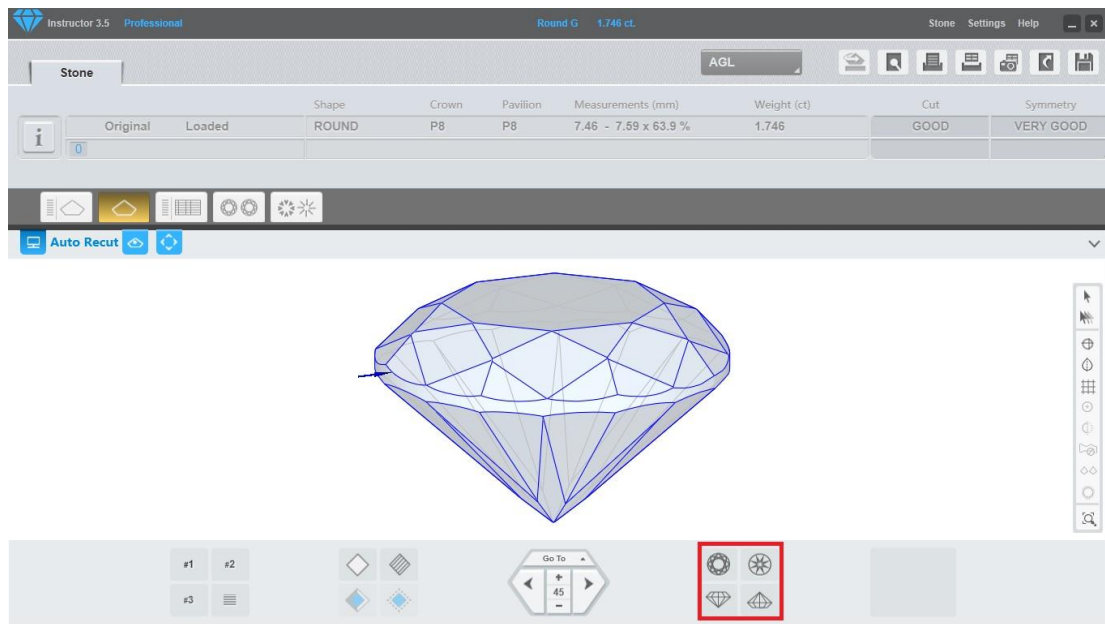 Instructor 3.5 Professional Round G 1.746 ct. Stone Settings Help
Stone AGL
Shape Crown Pavilion Measurements (mm) Weight (ct) Cut Symmetry
i Original Loaded ROUND P8 P8 7.46 - 7.59 x 63.9 % 1.746 GOOD VERY GOOD
0
Auto Recut
#1 #2 Go To
+
45
#3 −